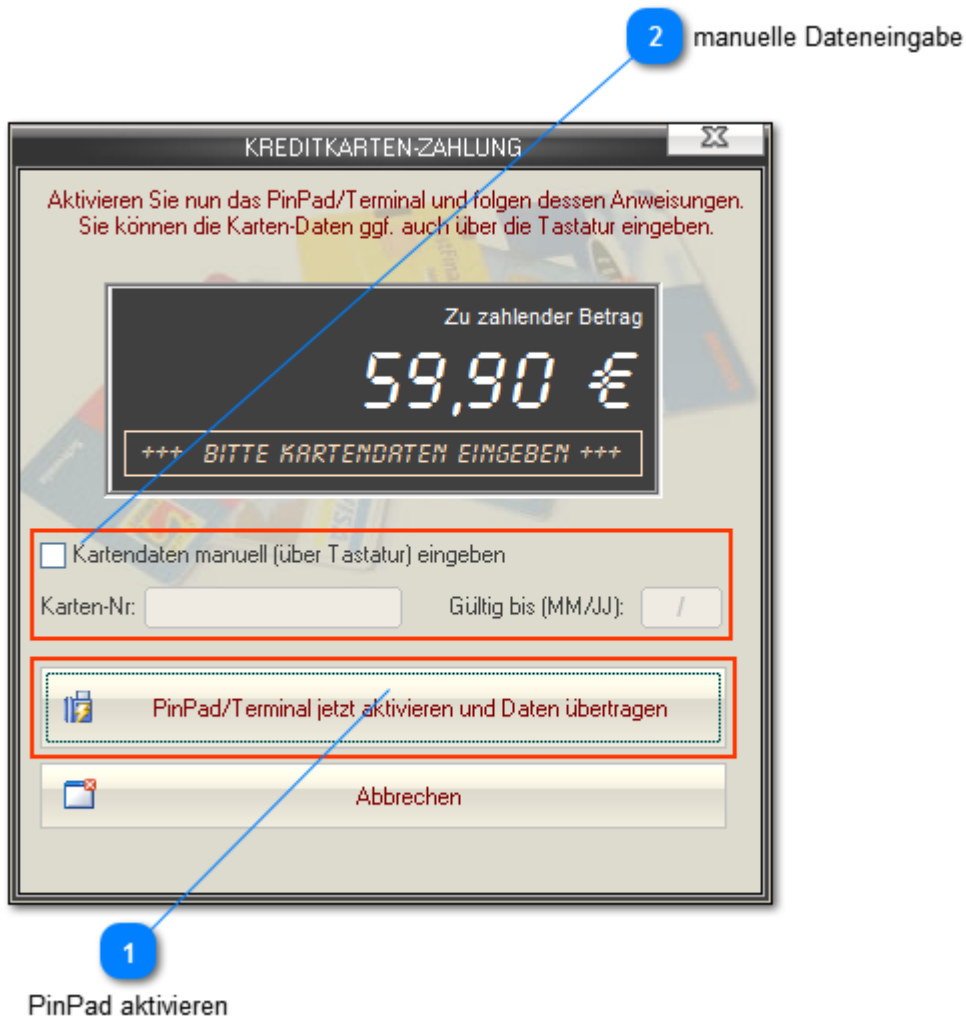 2 manuelle Dateneingabe
KREDITKARTEN-ZAHLUNG
Aktivieren Sie nun das PinPad/Terminal und folgen dessen Anweisungen.
Sie können die Karten-Daten ggf. auch über die Tastatur eingeben.
Zu zahlender Betrag
59,90 €
+++ BITTE KARTENDATEN EINGEBEN +++
VISA
Kartendaten manuell (über Tastatur) eingeben
Karten-Nr: Gültig bis (MM/JJ): /
PinPad/Terminal jetzt aktivieren und Daten übertragen
Abbrechen
1
PinPad aktivieren